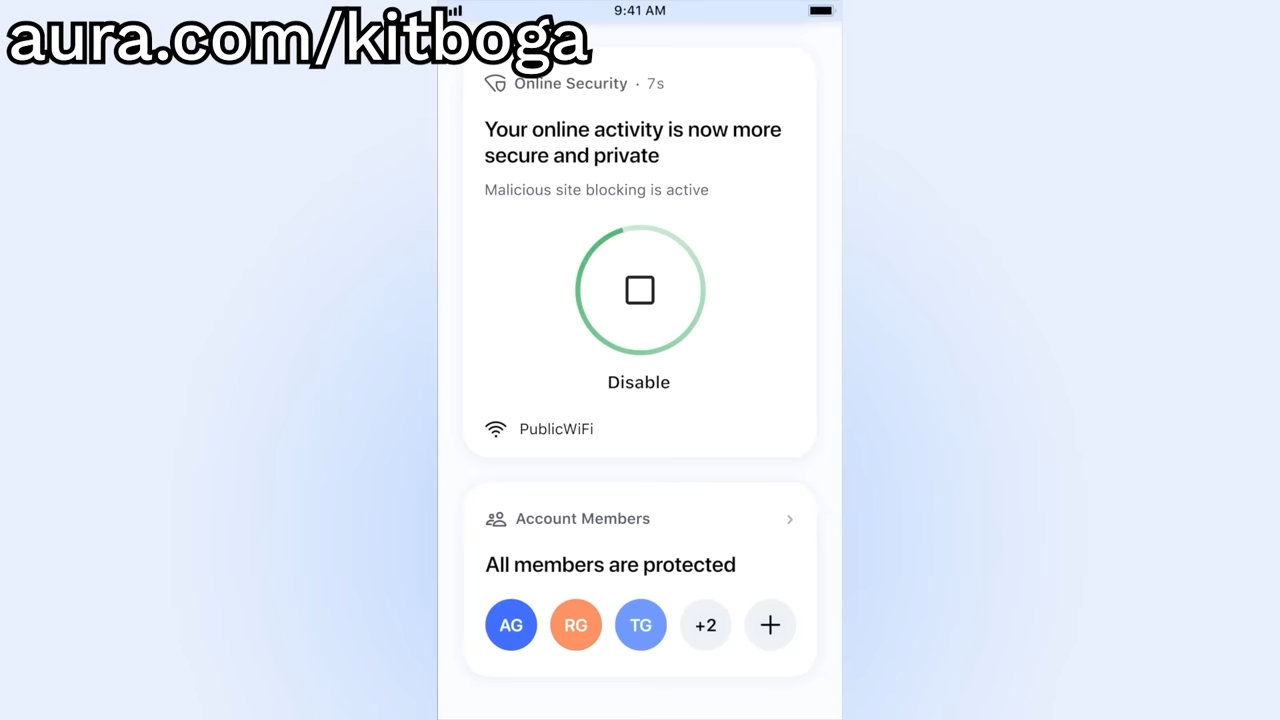 aura.com/kitboga
9:41 AM
Online Security · 7s
Your online activity is now more
secure and private
Malicious site blocking is active
Disable
PublicWiFi
Account Members
All members are protected
AG RG TG +2